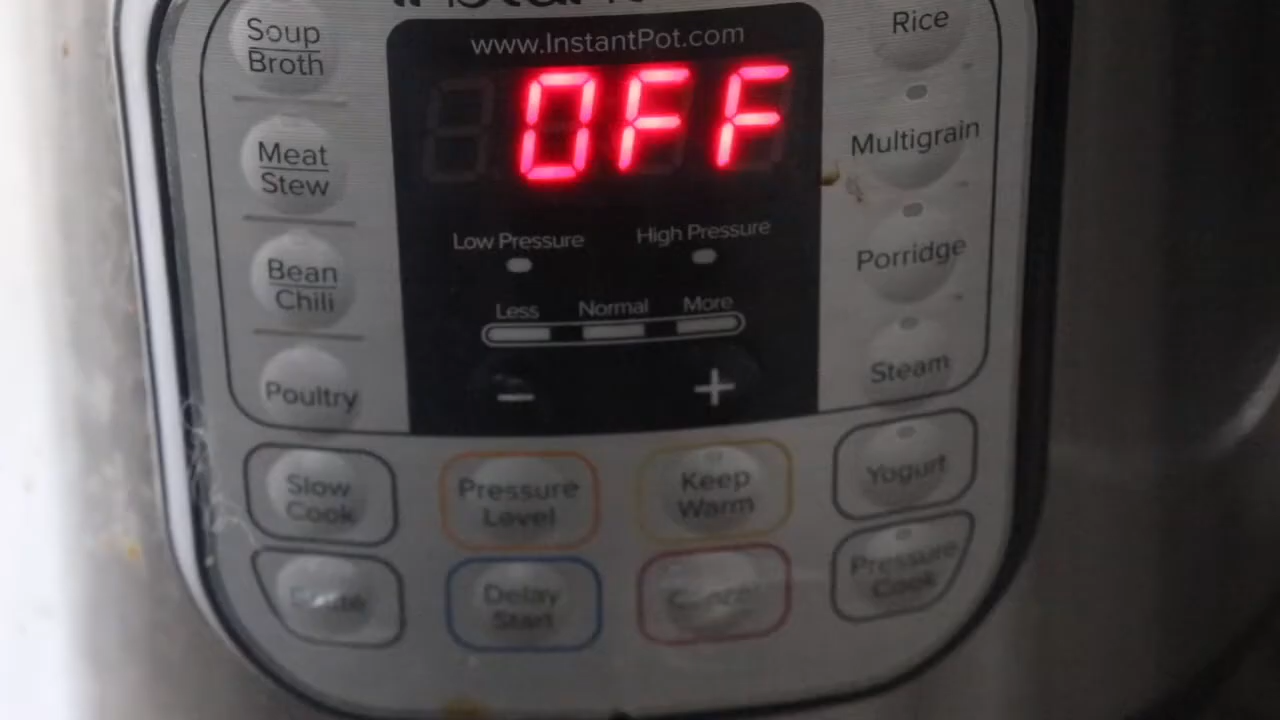 www.InstantPot.com
OFF
Soup
Broth
Meat
Stew
Bean
Chili
Poultry
Low Pressure
High Pressure
Less
Normal
More
−
+
Rice
Multigrain
Porridge
Steam
Slow
Cook
Pressure
Level
Keep
Warm
Yogurt
Delay
Start
Cancel
Pressure
Cook